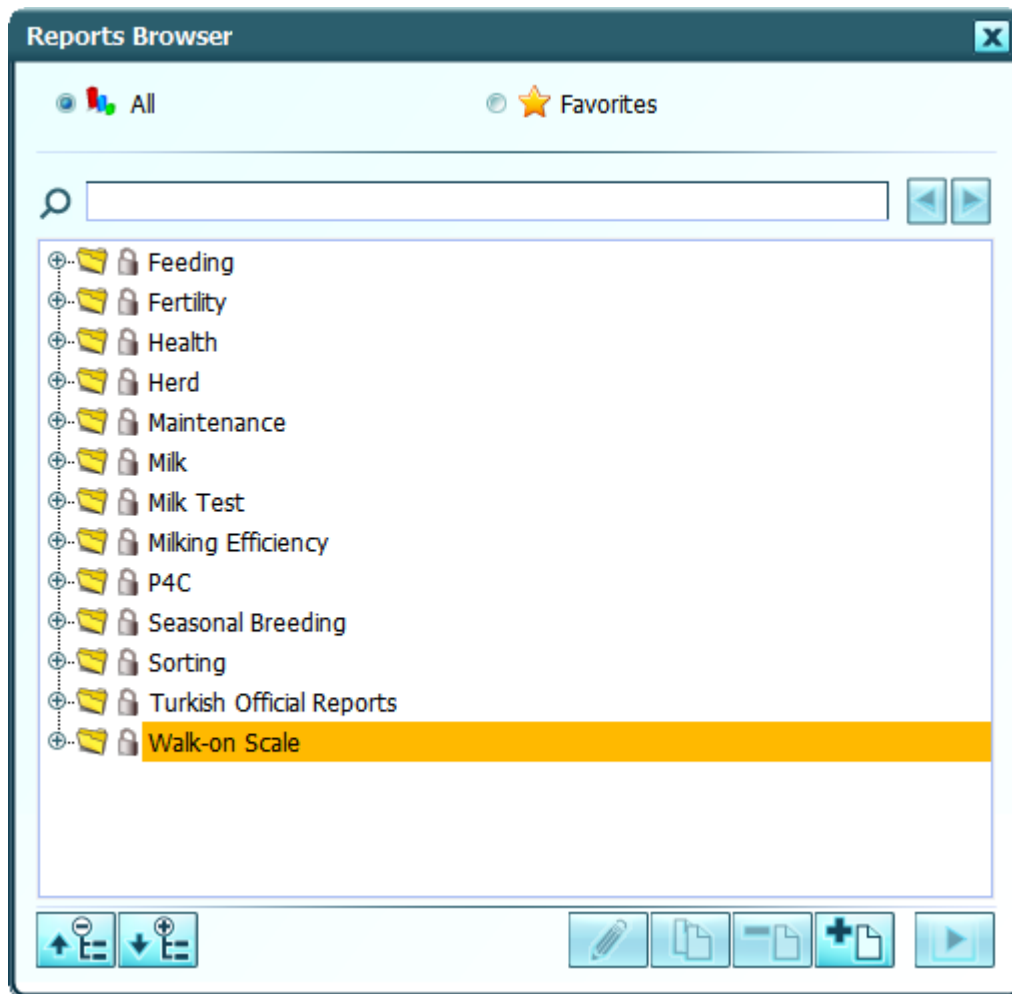 Reports Browser
All
Favorites
Feeding
Fertility
Health
Herd
Maintenance
Milk
Milk Test
Milking Efficiency
P4C
Seasonal Breeding
Sorting
Turkish Official Reports
Walk-on Scale